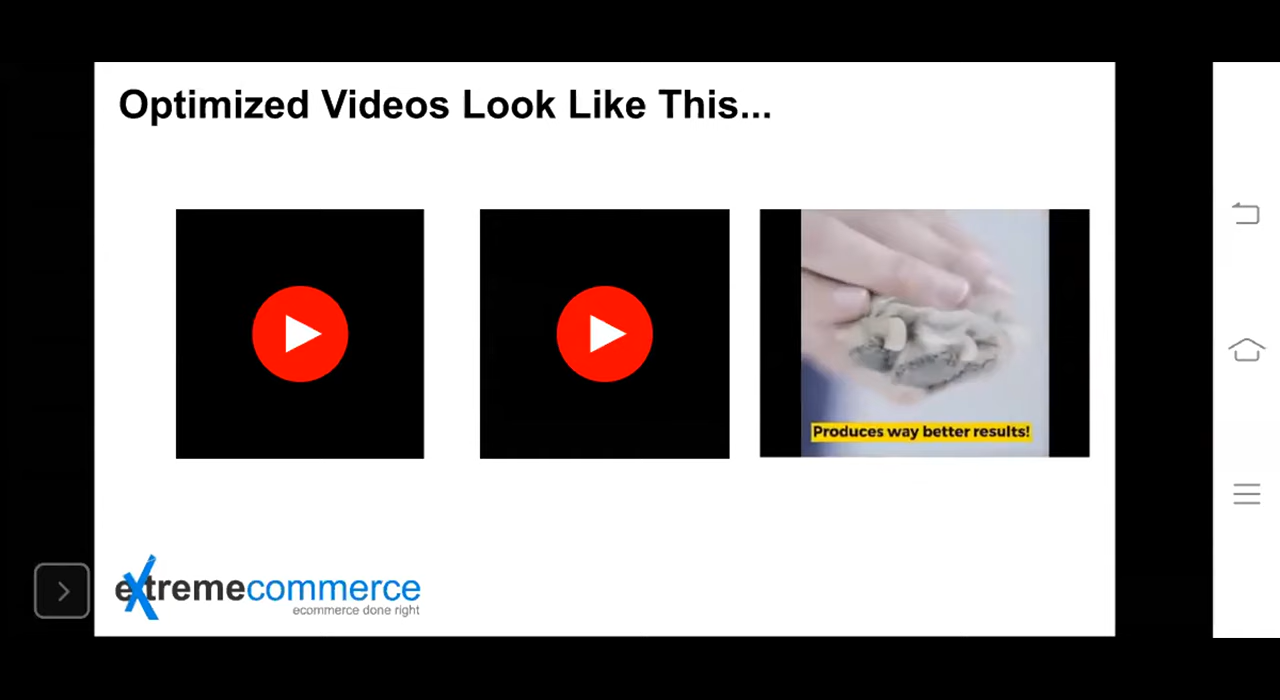 Optimized Videos Look Like This...
Produces way better results!
extremecommerce
ecommerce done right